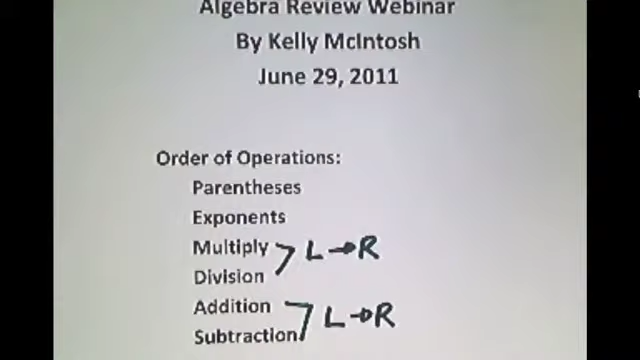 Algebra Review Webinar
By Kelly McIntosh
June 29, 2011
Order of Operations:
Parentheses
Exponents
Multiply
L → R
Division
Addition
L → R
Subtraction